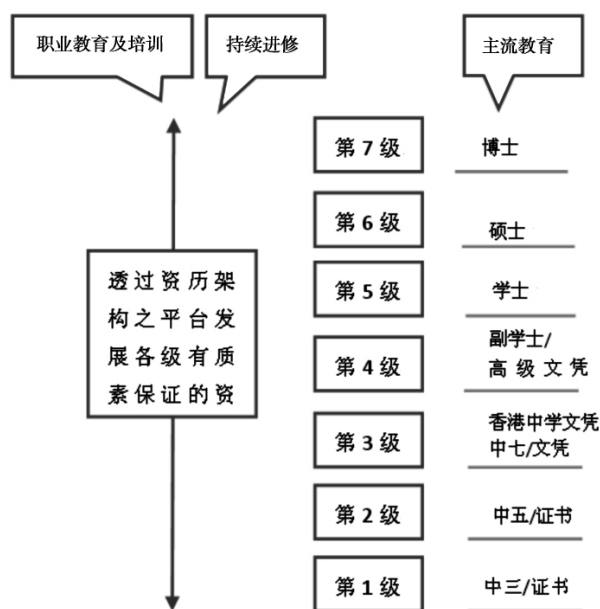 职业教育及培训
持续进修
主流教育
第 7 级
博士
第 6 级
硕士
第 5 级
学士
透过资历架
构之平台发
展各级有质
素保证的资
第 4 级
副学士/
高级文凭
第 3 级
香港中学文凭
中七/文凭
第 2 级
中五/证书
第 1 级
中三/证书